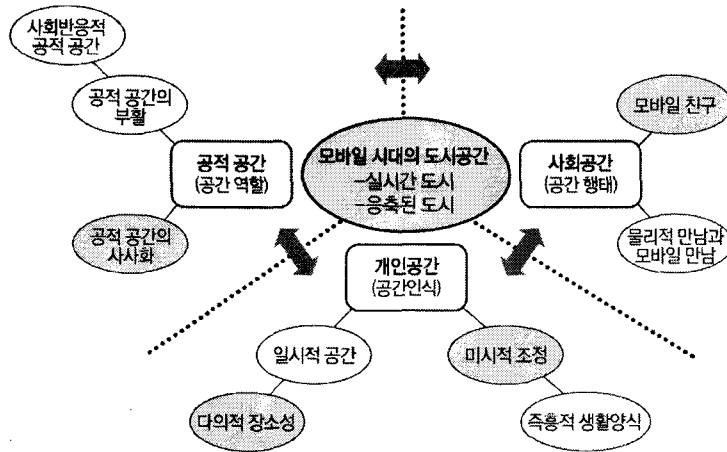 사회반응적
공적 공간
공적 공간의
부활
공적 공간
(공간 역할)
공적 공간의
사사화
모바일 시대의 도시공간
-실시간 도시
-응축된 도시
모바일 친구
사회공간
(공간 행태)
물리적 만남과
모바일 만남
개인공간
(공간인식)
일시적 공간
다의적 장소성
미시적 조정
즉흥적 생활양식